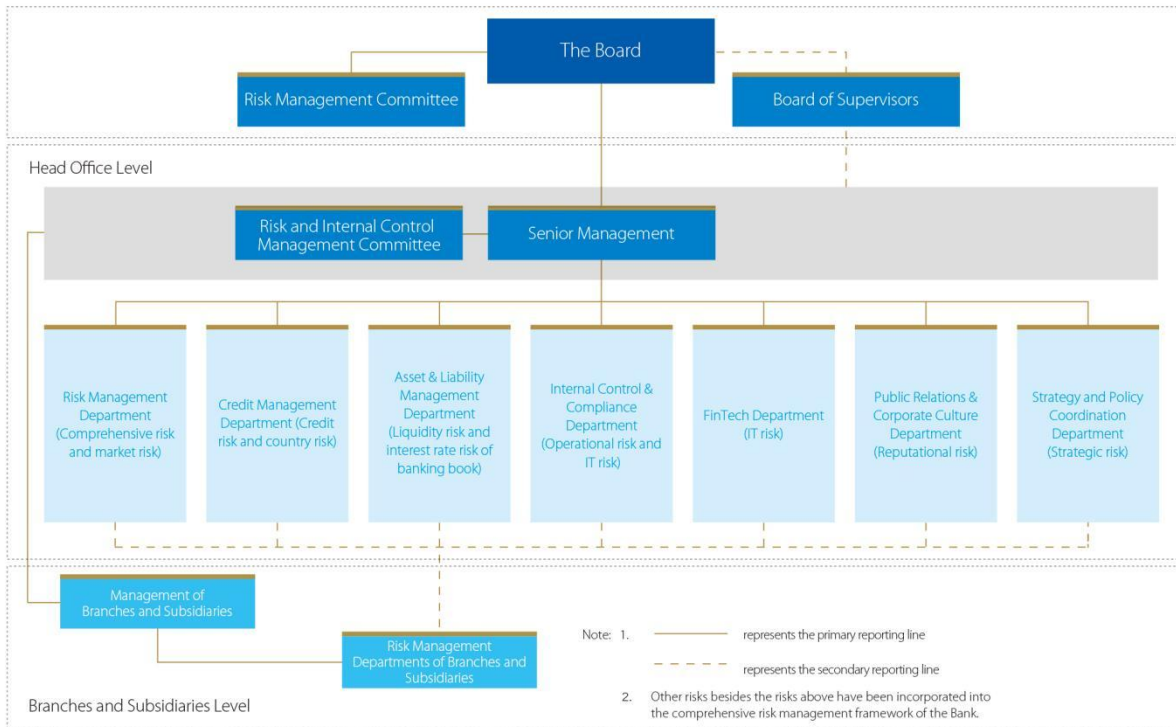 The Board
Risk Management Committee
Board of Supervisors
Head Office Level
Risk and Internal Control
Management Committee
Senior Management
Risk Management
Department
(Comprehensive risk
and market risk)
Credit Management
Department (Credit
risk and country risk)
Asset & Liability
Management
Department
(Liquidity risk and
interest rate risk of
banking book)
Internal Control &
Compliance
Department
(Operational risk and
IT risk)
FinTech Department
(IT risk)
Public Relations &
Corporate Culture
Department
(Reputational risk)
Strategy and Policy
Coordination
Department
(Strategic risk)
Management of
Branches and Subsidiaries
Risk Management
Departments of Branches and
Subsidiaries
Branches and Subsidiaries Level
Note: 1. represents the primary reporting line
represents the secondary reporting line
2. Other risks besides the risks above have been incorporated into
the comprehensive risk management framework of the Bank.